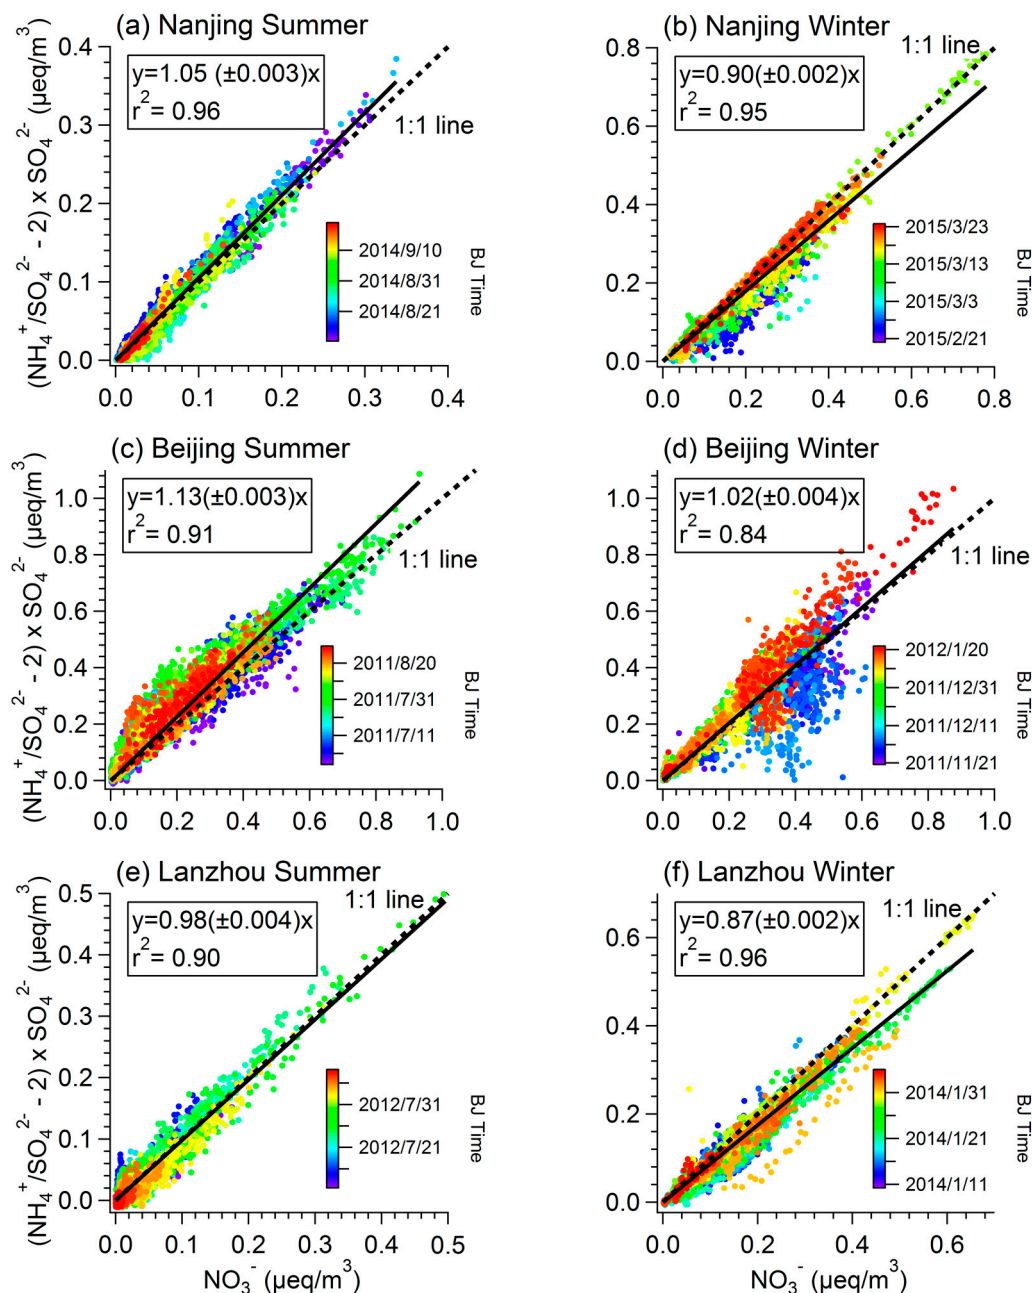 (a) Nanjing Summer
(NH₄⁺/SO₄²⁻ - 2) x SO₄²⁻ (µeq/m³)
0.4
0.3
0.2
0.1
0.0
y=1.05 (±0.003)x
r²= 0.96
1:1 line
2014/9/10
2014/8/31
2014/8/21
BJ Time
0.0 0.1 0.2 0.3 0.4
(b) Nanjing Winter
0.8
0.6
0.4
0.2
0.0
1:1 line
y=0.90(±0.002)x
r²= 0.95
2015/3/23
2015/3/13
2015/3/3
2015/2/21
BJ Time
0.0 0.2 0.4 0.6 0.8
(c) Beijing Summer
(NH₄⁺/SO₄²⁻ - 2) x SO₄²⁻ (µeq/m³)
1.0
0.8
0.6
0.4
0.2
0.0
y=1.13(±0.003)x
r²= 0.91
1:1 line
2011/8/20
2011/7/31
2011/7/11
BJ Time
0.0 0.2 0.4 0.6 0.8 1.0
(d) Beijing Winter
1.0
0.8
0.6
0.4
0.2
0.0
y=1.02(±0.004)x
r²= 0.84
1:1 line
2012/1/20
2011/12/31
2011/12/11
2011/11/21
BJ Time
0.0 0.2 0.4 0.6 0.8 1.0
(e) Lanzhou Summer
(NH₄⁺/SO₄²⁻ - 2) x SO₄²⁻ (µeq/m³)
0.5
0.4
0.3
0.2
0.1
0.0
1:1 line
y=0.98(±0.004)x
r²= 0.90
2012/7/31
2012/7/21
BJ Time
0.0 0.1 0.2 0.3 0.4 0.5
NO₃⁻ (µeq/m³)
(f) Lanzhou Winter
0.6
0.4
0.2
0.0
1:1 line
y=0.87(±0.002)x
r²= 0.96
2014/1/31
2014/1/21
2014/1/11
BJ Time
0.0 0.2 0.4 0.6
NO₃⁻ (µeq/m³)